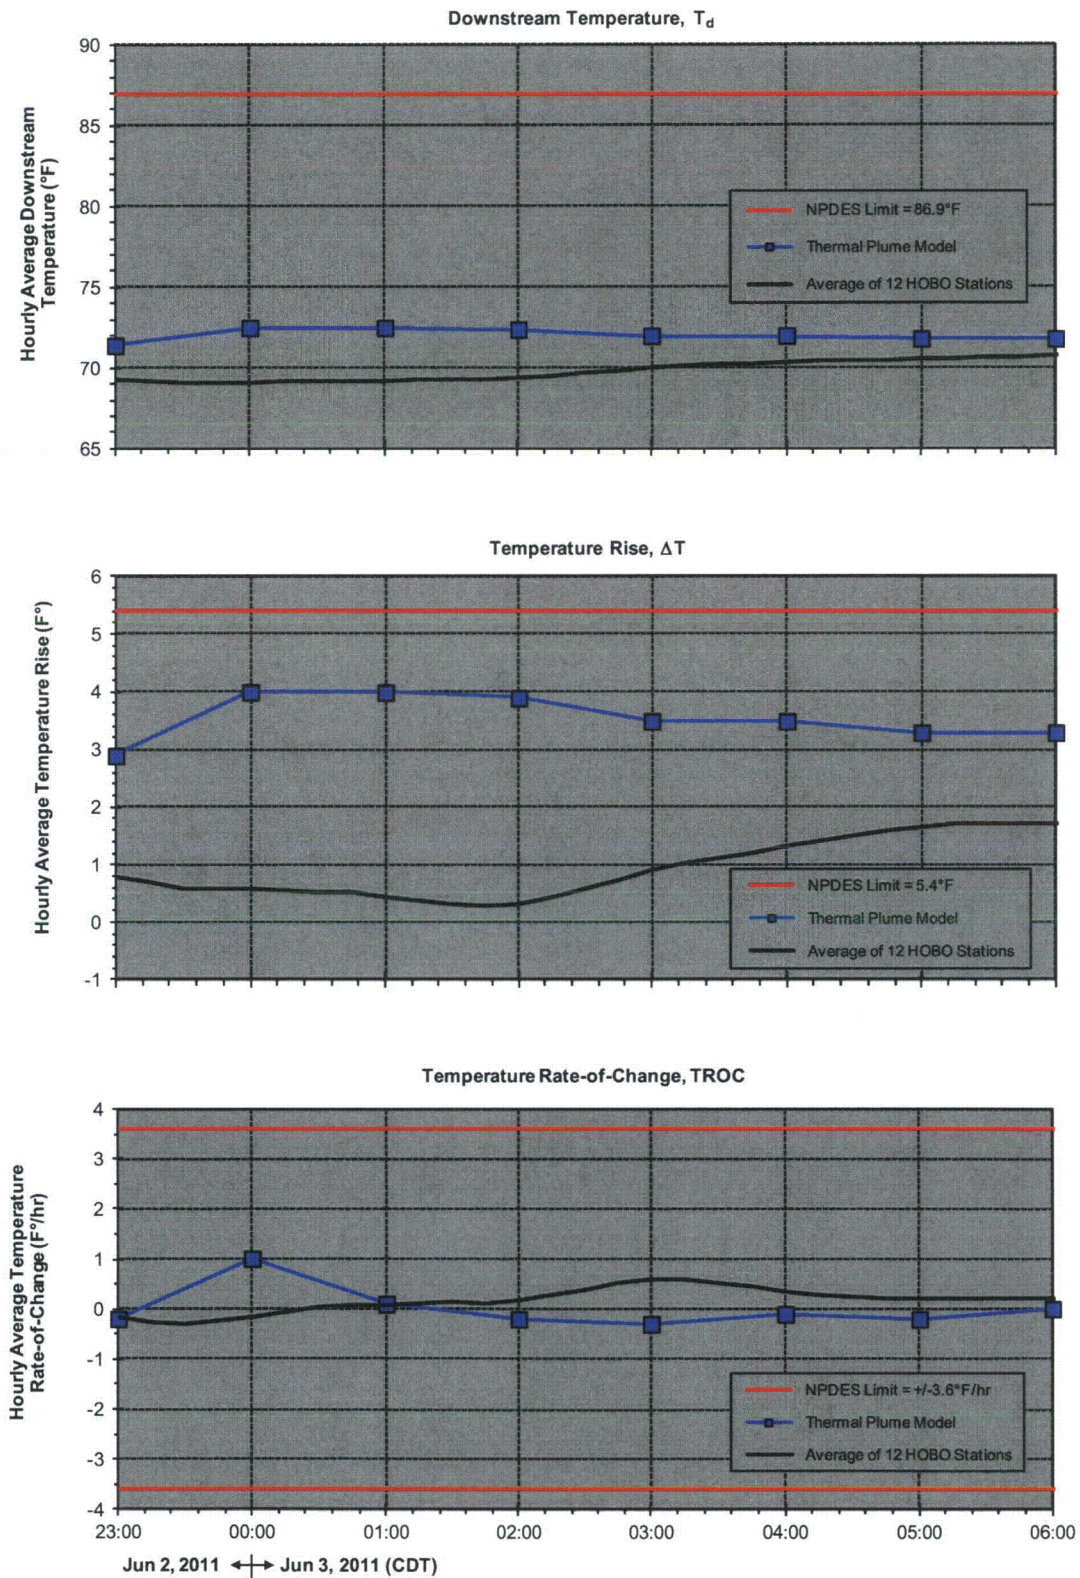 Downstream Temperature, Td
Hourly Average Downstream
Temperature (°F)
90
85
80
75
70
65
NPDES Limit = 86.9°F
Thermal Plume Model
Average of 12 HOBO Stations
Temperature Rise, ΔT
Hourly Average Temperature Rise (F°)
6
5
4
3
2
1
0
-1
NPDES Limit = 5.4°F
Thermal Plume Model
Average of 12 HOBO Stations
Temperature Rate-of-Change, TROC
Hourly Average Temperature
Rate-of-Change (F°/hr)
4
3
2
1
0
-1
-2
-3
-4
NPDES Limit = +/-3.6°F/hr
Thermal Plume Model
Average of 12 HOBO Stations
23:00 00:00 01:00 02:00 03:00 04:00 05:00 06:00
Jun 2, 2011 Jun 3, 2011 (CDT)